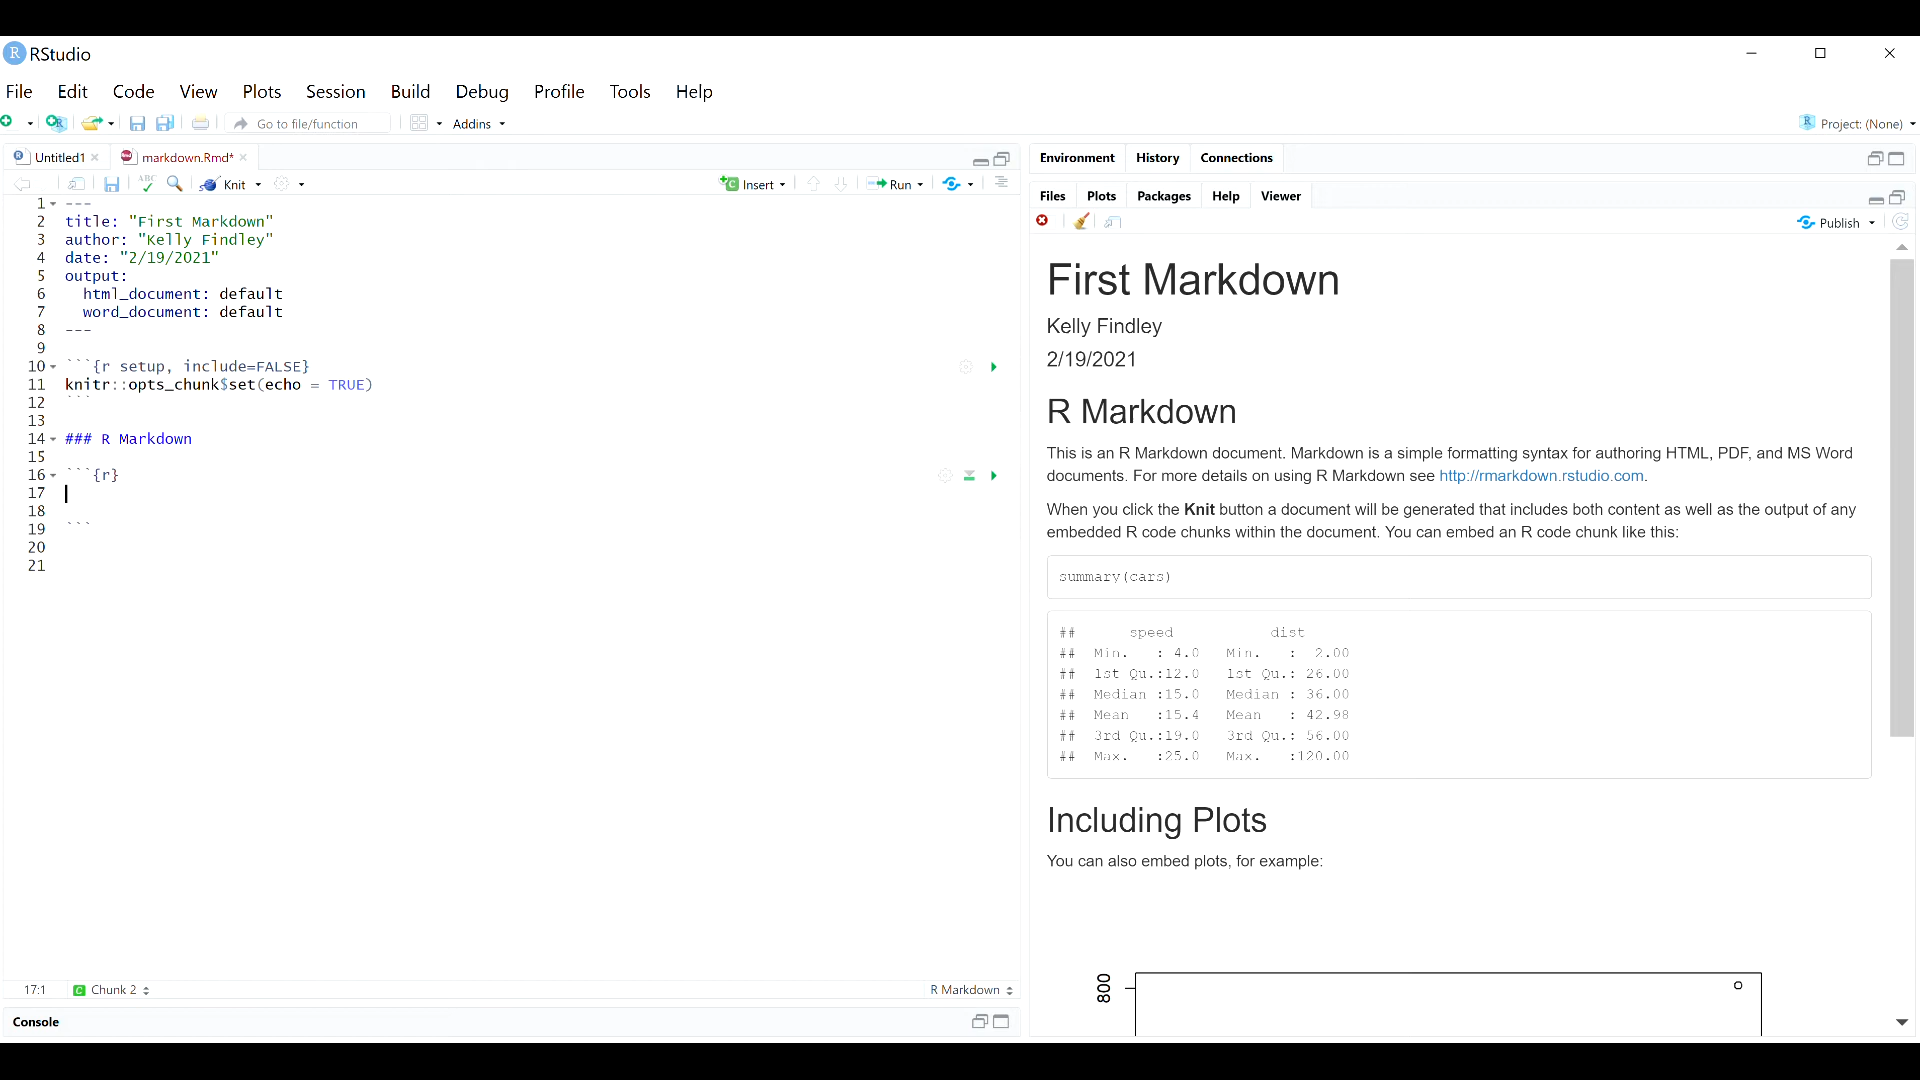 RStudio
File Edit Code View Plots Session Build Debug Profile Tools Help
Go to file/function Addins Project: (None)
Untitled1 markdown.Rmd*
ABC Knit Insert Run
1 ---
2 title: "First Markdown"
3 author: "Kelly Findley"
4 date: "2/19/2021"
5 output:
6 html_document: default
7 word_document: default
8 ---
9
10 ```{r setup, include=FALSE}
11 knitr::opts_chunk$set(echo = TRUE)
12 ```
13
14 ### R Markdown
15
16 ```{r}
17
18
19 ```
20
21
17:1 C Chunk 2 R Markdown
Console
Environment History Connections
Files Plots Packages Help Viewer
Publish
First Markdown
Kelly Findley
2/19/2021
R Markdown
This is an R Markdown document. Markdown is a simple formatting syntax for authoring HTML, PDF, and MS Word
documents. For more details on using R Markdown see http://rmarkdown.rstudio.com.
When you click the Knit button a document will be generated that includes both content as well as the output of any
embedded R code chunks within the document. You can embed an R code chunk like this:
summary(cars)
## speed dist
## Min. : 4.0 Min. : 2.00
## 1st Qu.:12.0 1st Qu.: 26.00
## Median :15.0 Median : 36.00
## Mean :15.4 Mean : 42.98
## 3rd Qu.:19.0 3rd Qu.: 56.00
## Max. :25.0 Max. :120.00
Including Plots
You can also embed plots, for example:
800